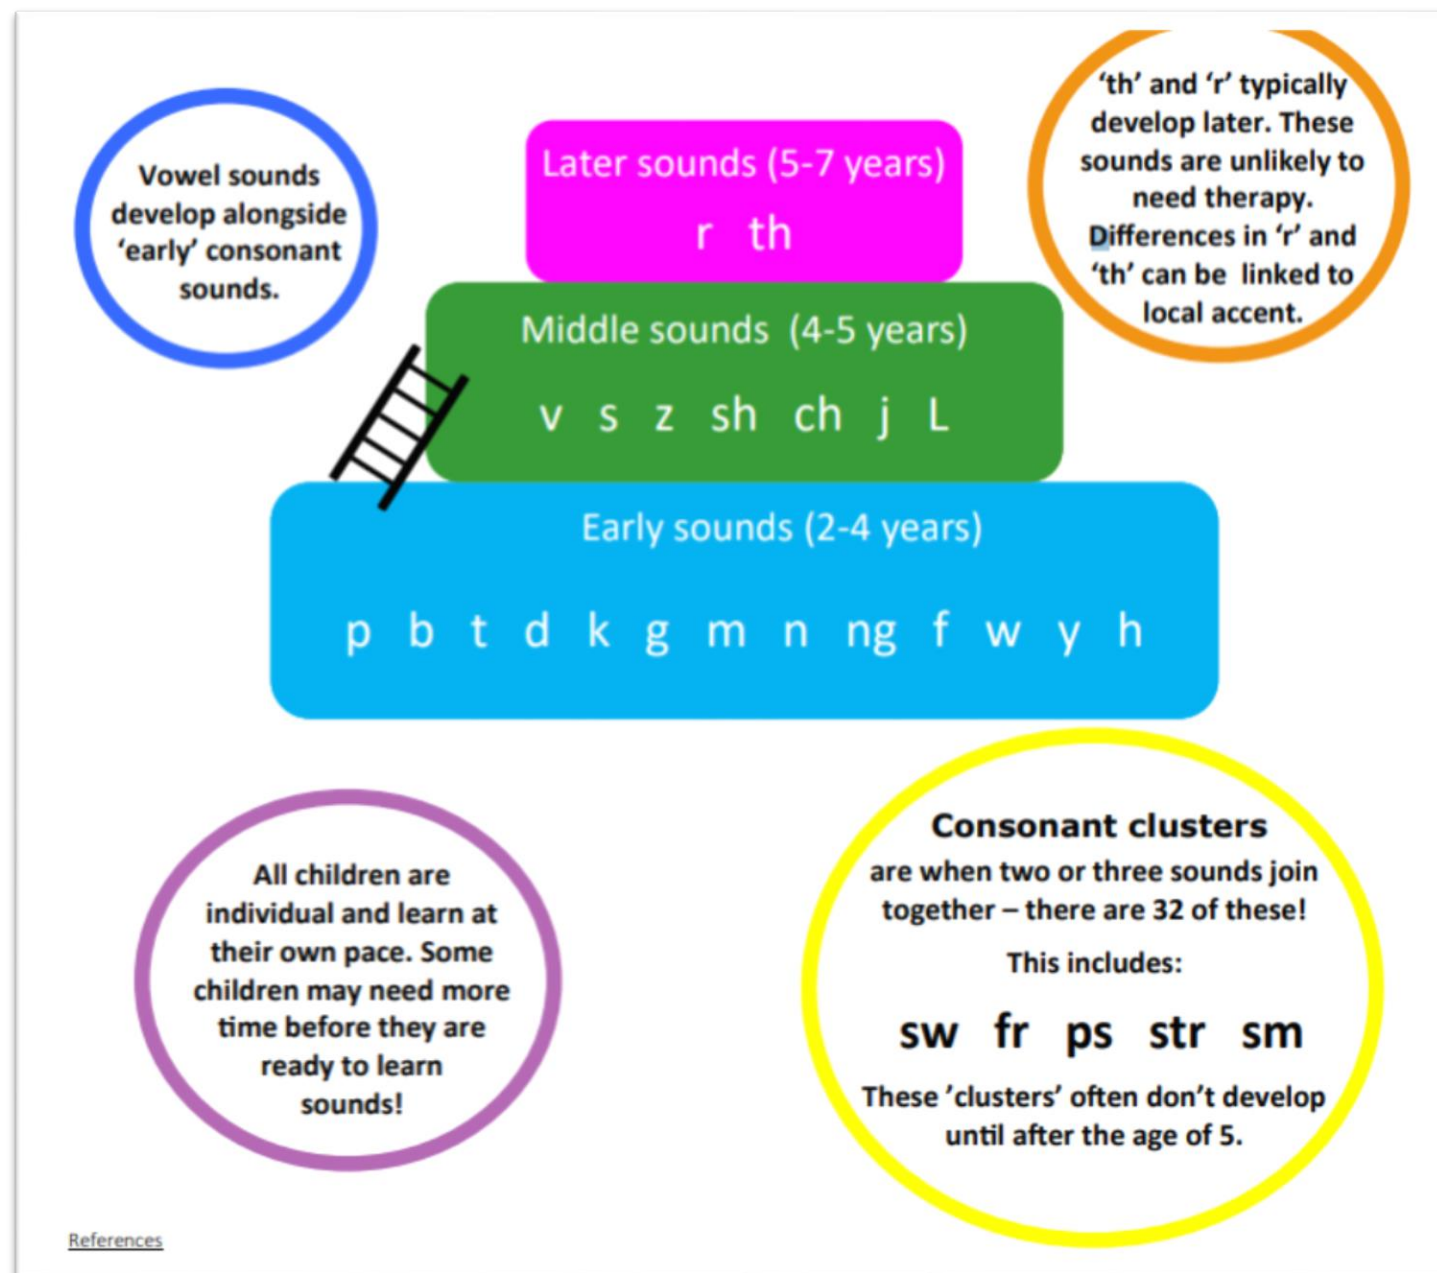 Vowel sounds
develop alongside
‘early’ consonant
sounds.
Later sounds (5-7 years)
r th
‘th’ and ‘r’ typically
develop later. These
sounds are unlikely to
need therapy.
Differences in ‘r’ and
‘th’ can be linked to
local accent.
Middle sounds (4-5 years)
v s z sh ch j L
Early sounds (2-4 years)
p b t d k g m n ng f w y h
All children are
individual and learn at
their own pace. Some
children may need more
time before they are
ready to learn
sounds!
Consonant clusters
are when two or three sounds join
together – there are 32 of these!
This includes:
sw fr ps str sm
These ’clusters’ often don’t develop
until after the age of 5.
References